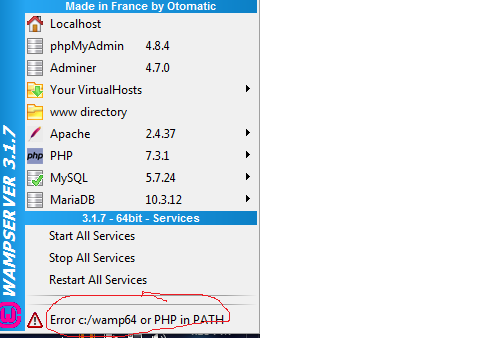 Made in France by Otomatic
Localhost
phpMyAdmin 4.8.4
Adminer 4.7.0
Your VirtualHosts
www directory
Apache 2.4.37
php PHP 7.3.1
MySQL 5.7.24
MariaDB 10.3.12
3.1.7 - 64bit - Services
Start All Services
Stop All Services
Restart All Services
Error c:/wamp64 or PHP in PATH
WAMPSERVER 3.1.7